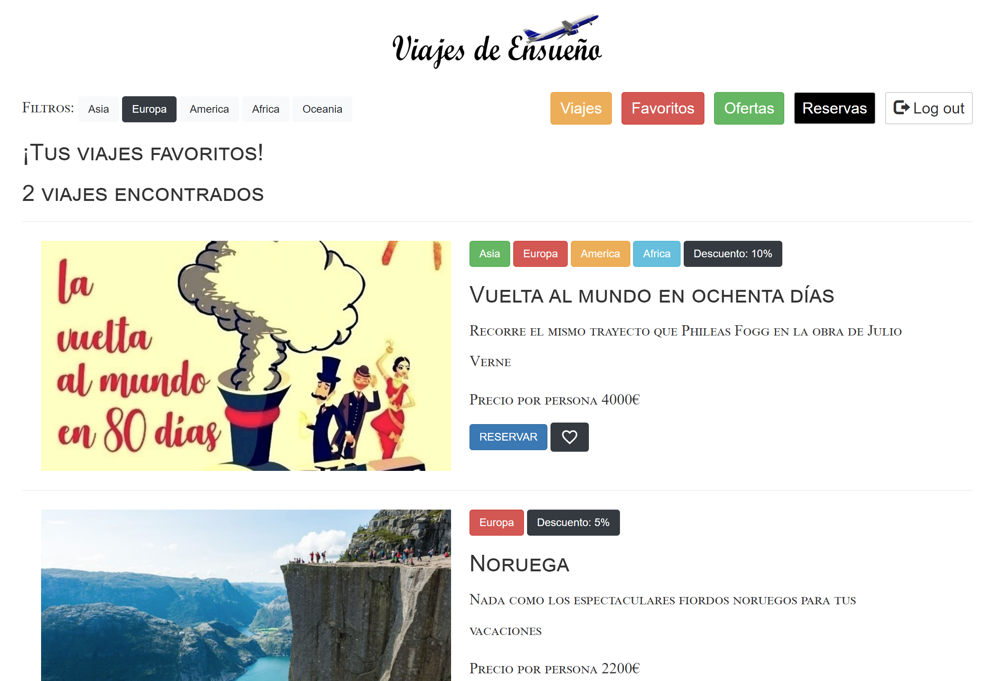 Viajes de Ensueño
Filtros: Asia Europa America Africa Oceania
Viajes Favoritos Ofertas Reservas Log out
¡Tus viajes favoritos!
2 viajes encontrados
la
vuelta
al mundo
en 80 días
Asia Europa America Africa Descuento: 10%
Vuelta al mundo en ochenta días
Recorre el mismo trayecto que Phileas Fogg en la obra de Julio
Verne
Precio por persona 4000€
RESERVAR
Europa Descuento: 5%
Noruega
Nada como los espectaculares fiordos noruegos para tus
vacaciones
Precio por persona 2200€